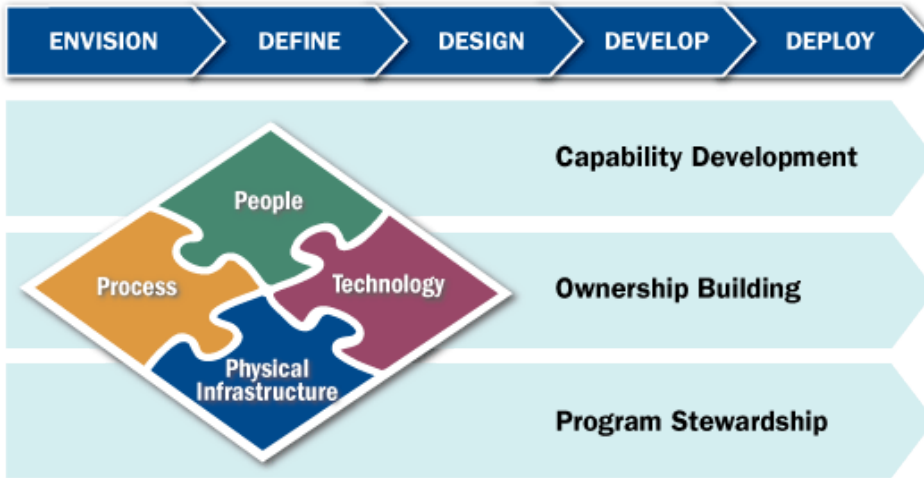 ENVISION
DEFINE
DESIGN
DEVELOP
DEPLOY
Capability Development
People
Process
Technology
Ownership Building
Physical
Infrastructure
Program Stewardship